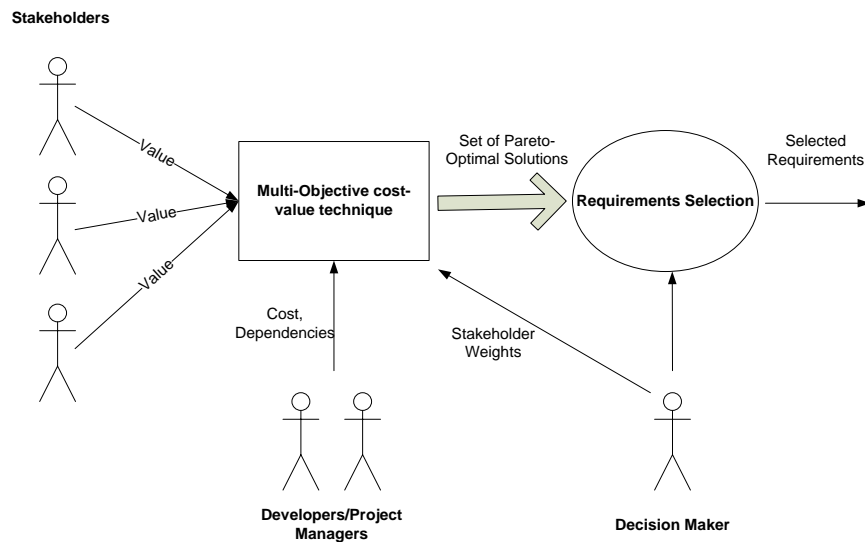 Stakeholders
Value
Value
Value
Multi-Objective cost-
value technique
Set of Pareto-
Optimal Solutions
Requirements Selection
Selected
Requirements
Cost,
Dependencies
Stakeholder
Weights
Developers/Project
Managers
Decision Maker